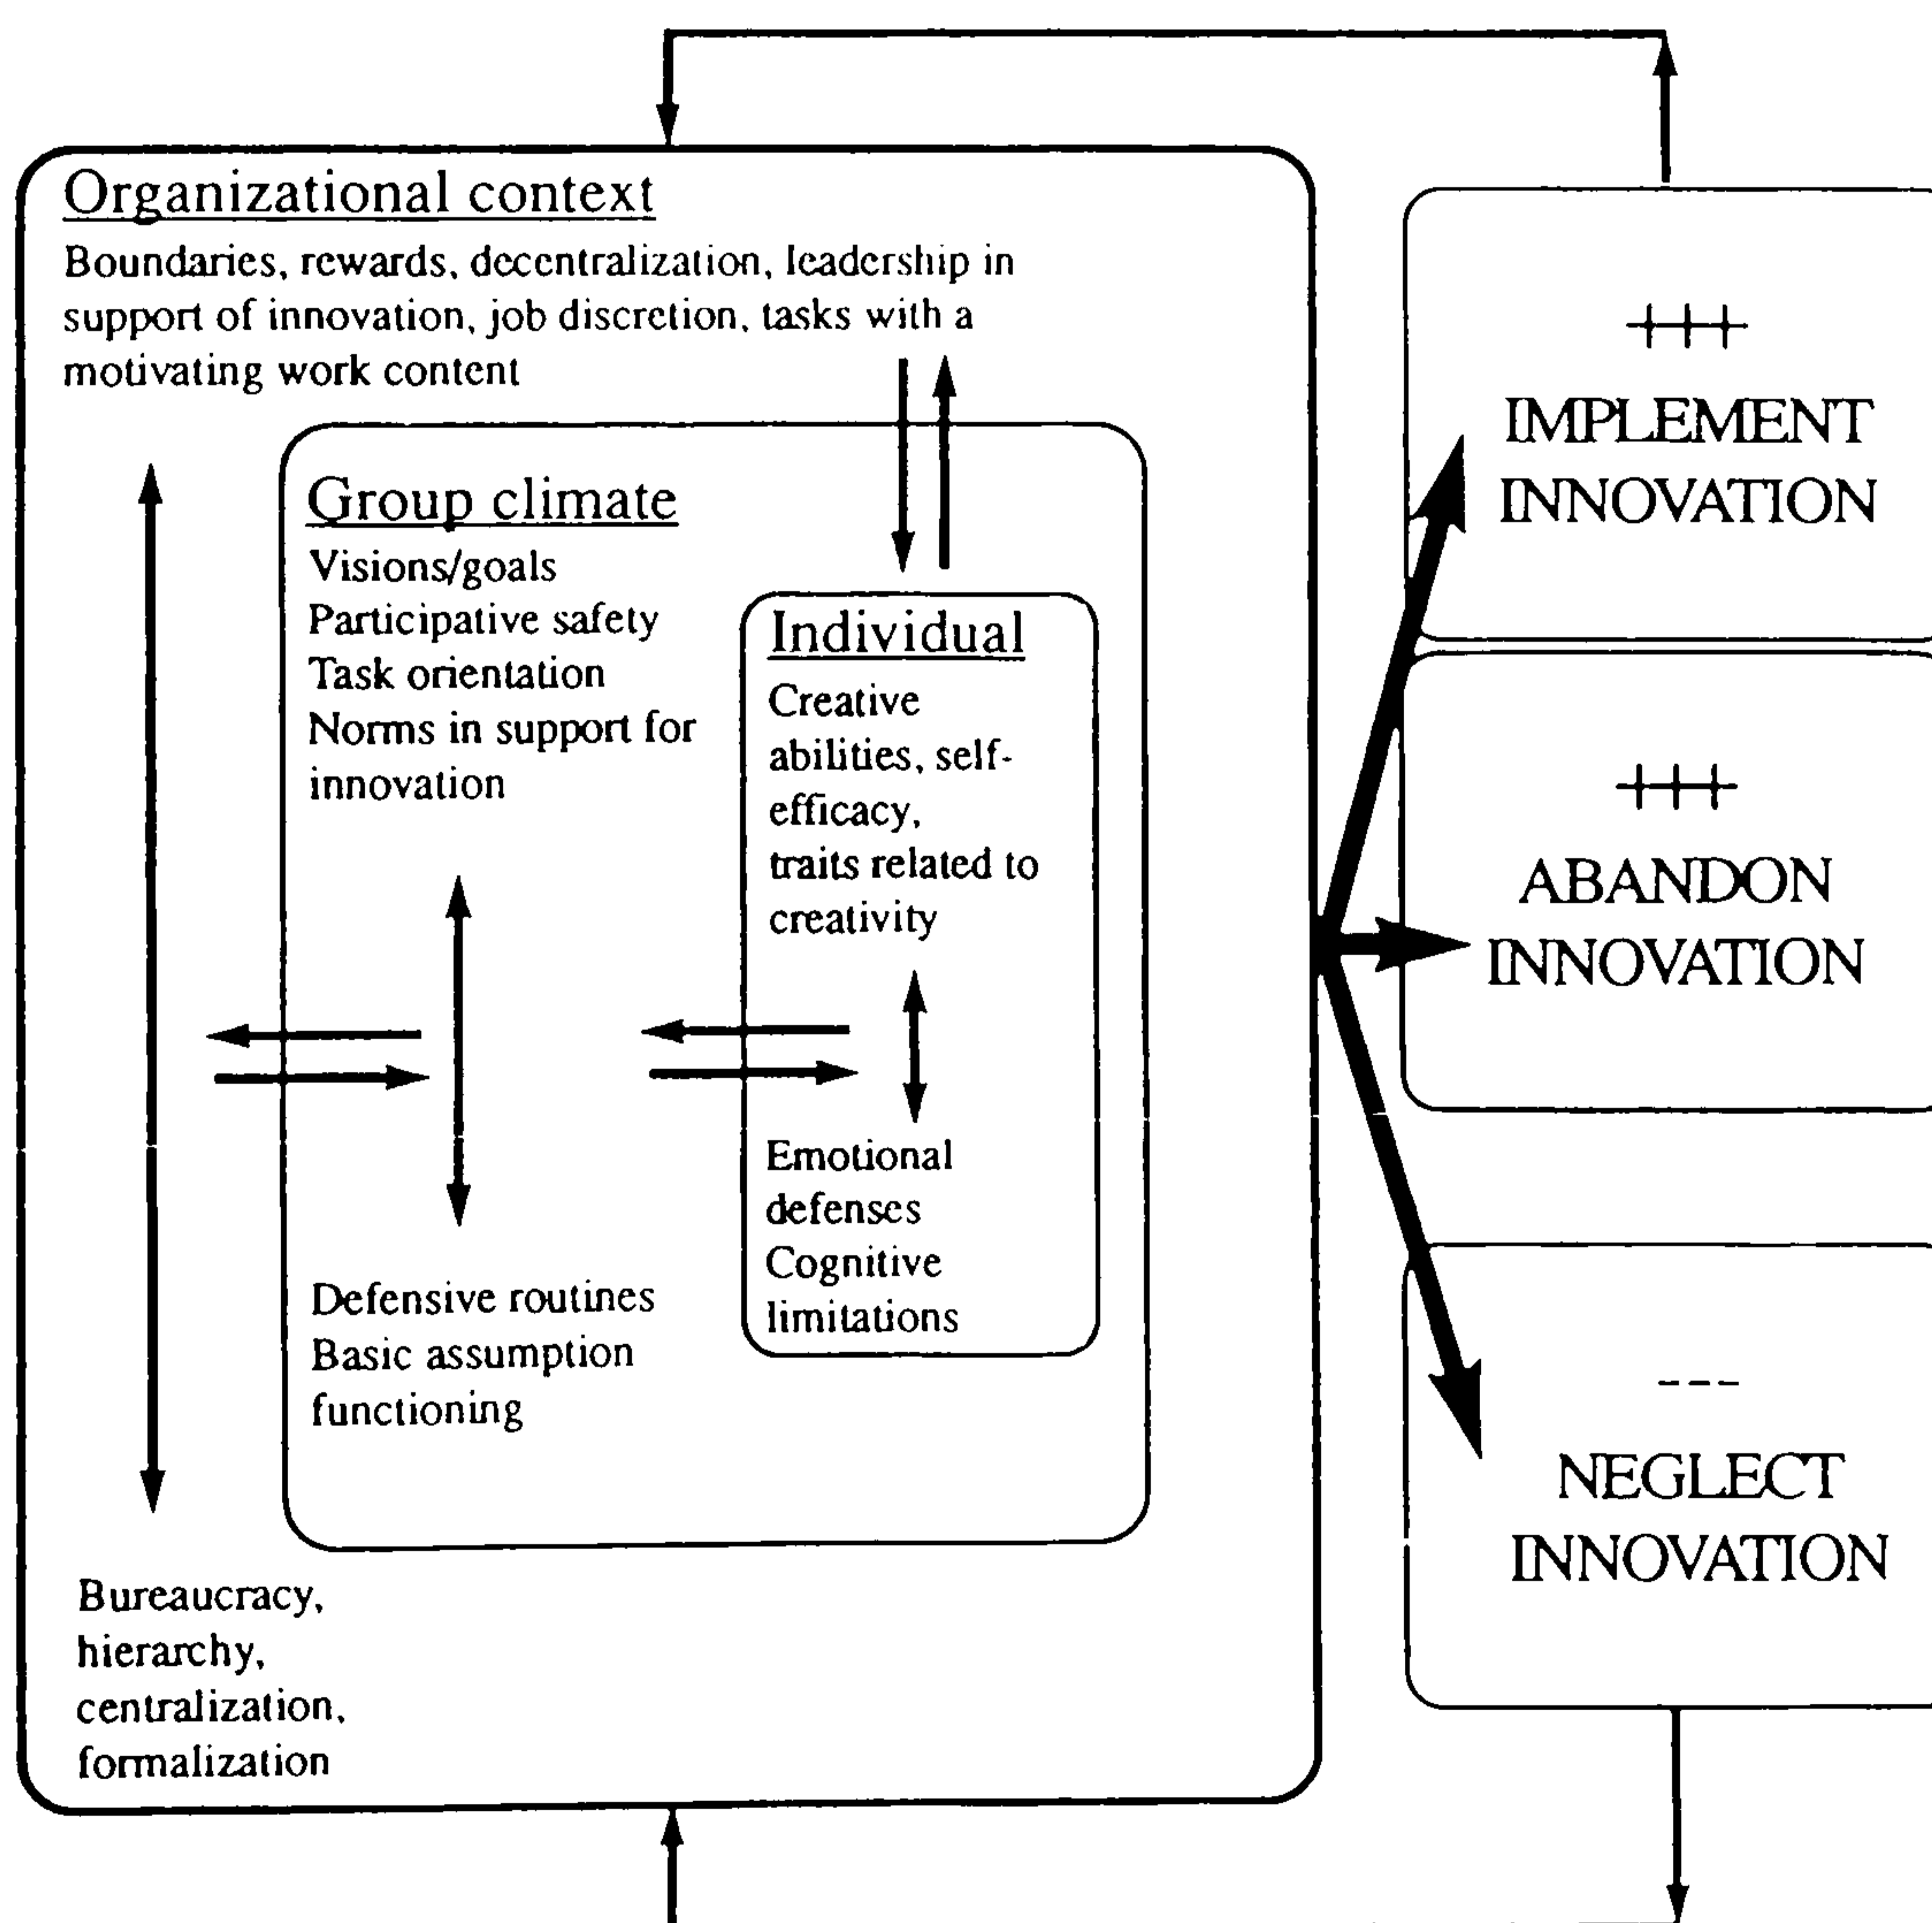 Organizational context
Boundaries, rewards, decentralization, leadership in
support of innovation, job discretion, tasks with a
motivating work content
Group climate
Visions/goals
Participative safety
Task orientation
Norms in support for
innovation
Individual
Creative
abilities, self-
efficacy,
traits related to
creativity
Emotional
defenses
Cognitive
limitations
Defensive routines
Basic assumption
functioning
Bureaucracy,
hierarchy,
centralization,
formalization
+++
IMPLEMENT
INNOVATION
+++
ABANDON
INNOVATION
---
NEGLECT
INNOVATION